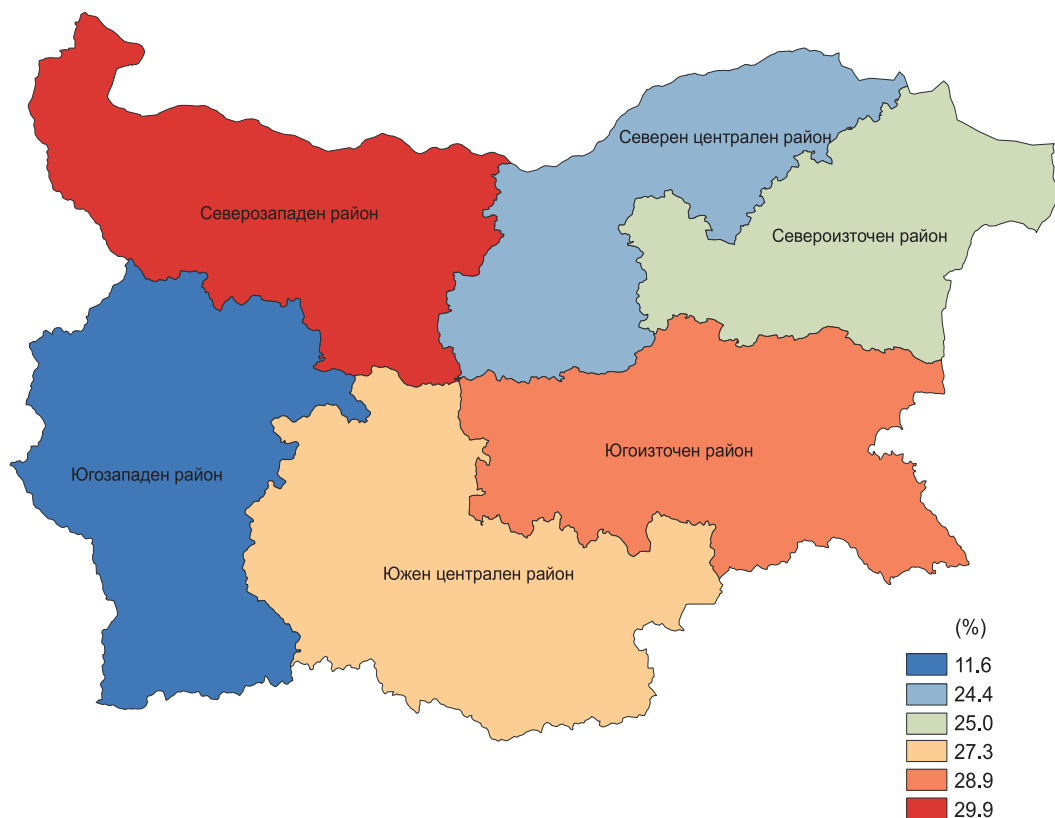 Северен централен район
Северозападен район
Североизточен район
Югоизточен район
Югозападен район
Южен централен район
(%)
11.6
24.4
25.0
27.3
28.9
29.9